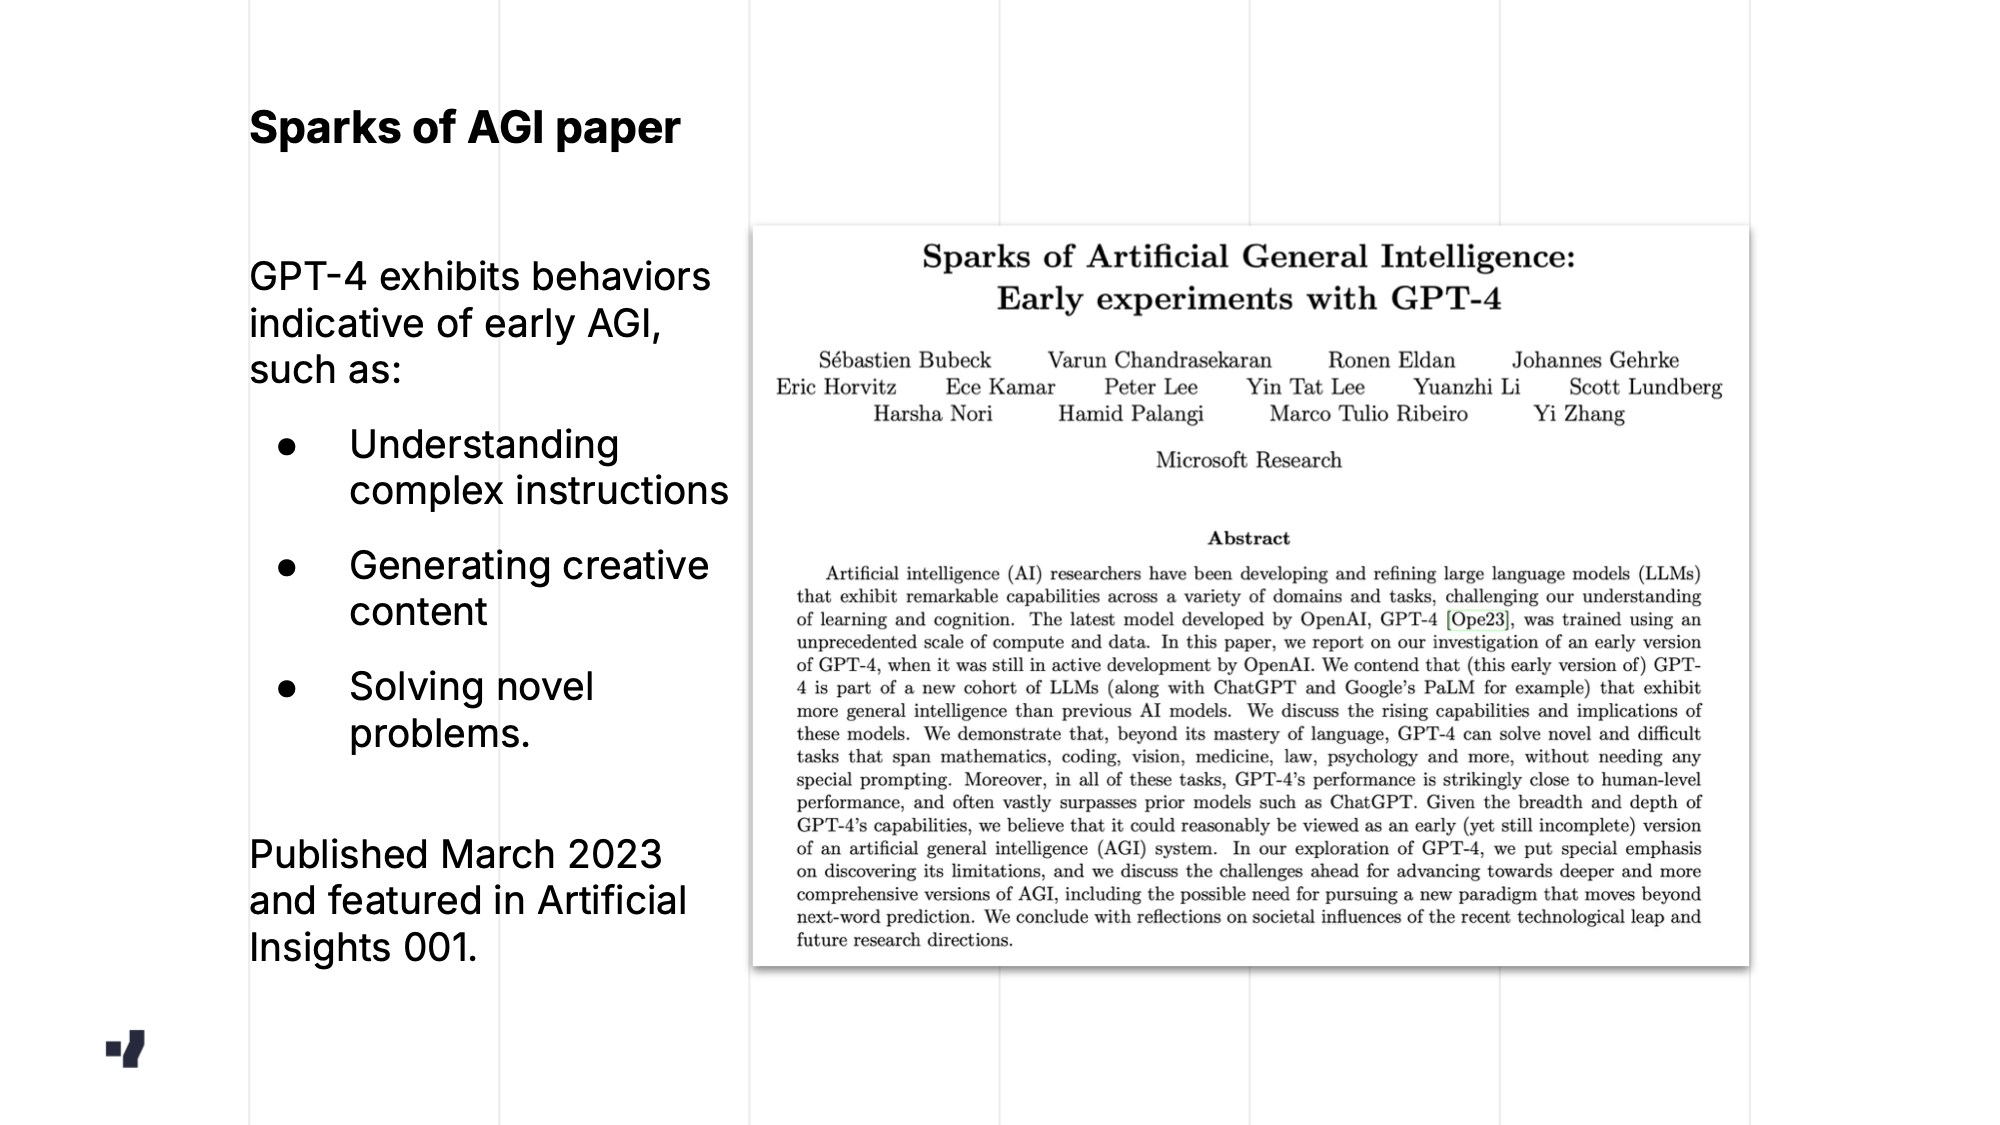 Sparks of AGI paper
GPT-4 exhibits behaviors
indicative of early AGI,
such as:
● Understanding
complex instructions
● Generating creative
content
● Solving novel
problems.
Published March 2023
and featured in Artificial
Insights 001.
Sparks of Artificial General Intelligence:
Early experiments with GPT-4
Sébastien Bubeck Varun Chandrasekaran Ronen Eldan Johannes Gehrke
Eric Horvitz Ece Kamar Peter Lee Yin Tat Lee Yuanzhi Li Scott Lundberg
Harsha Nori Hamid Palangi Marco Tulio Ribeiro Yi Zhang
Microsoft Research
Abstract
Artificial intelligence (AI) researchers have been developing and refining large language models (LLMs)
that exhibit remarkable capabilities across a variety of domains and tasks, challenging our understanding
of learning and cognition. The latest model developed by OpenAI, GPT-4 [Ope23], was trained using an
unprecedented scale of compute and data. In this paper, we report on our investigation of an early version
of GPT-4, when it was still in active development by OpenAI. We contend that (this early version of) GPT-
4 is part of a new cohort of LLMs (along with ChatGPT and Google's PaLM for example) that exhibit
more general intelligence than previous AI models. We discuss the rising capabilities and implications of
these models. We demonstrate that, beyond its mastery of language, GPT-4 can solve novel and difficult
tasks that span mathematics, coding, vision, medicine, law, psychology and more, without needing any
special prompting. Moreover, in all of these tasks, GPT-4's performance is strikingly close to human-level
performance, and often vastly surpasses prior models such as ChatGPT. Given the breadth and depth of
GPT-4's capabilities, we believe that it could reasonably be viewed as an early (yet still incomplete) version
of an artificial general intelligence (AGI) system. In our exploration of GPT-4, we put special emphasis
on discovering its limitations, and we discuss the challenges ahead for advancing towards deeper and more
comprehensive versions of AGI, including the possible need for pursuing a new paradigm that moves beyond
next-word prediction. We conclude with reflections on societal influences of the recent technological leap and
future research directions.